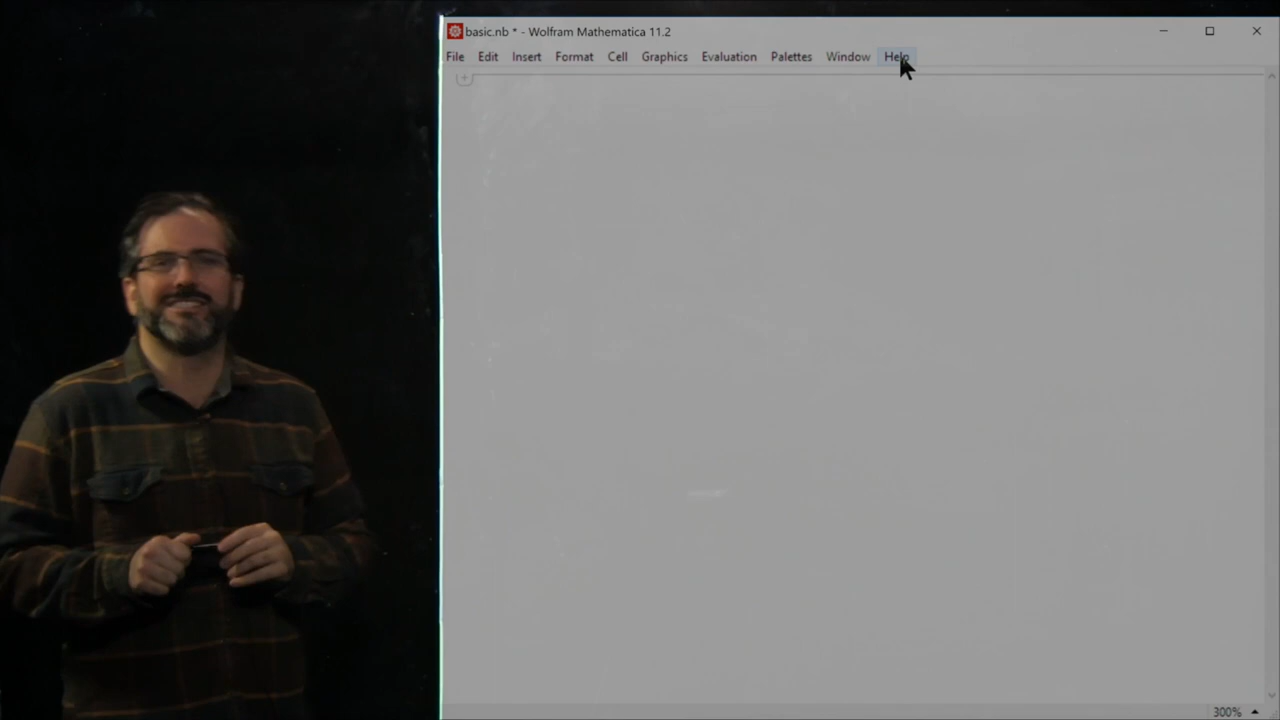 basic.nb * - Wolfram Mathematica 11.2
File Edit Insert Format Cell Graphics Evaluation Palettes Window Help
300%